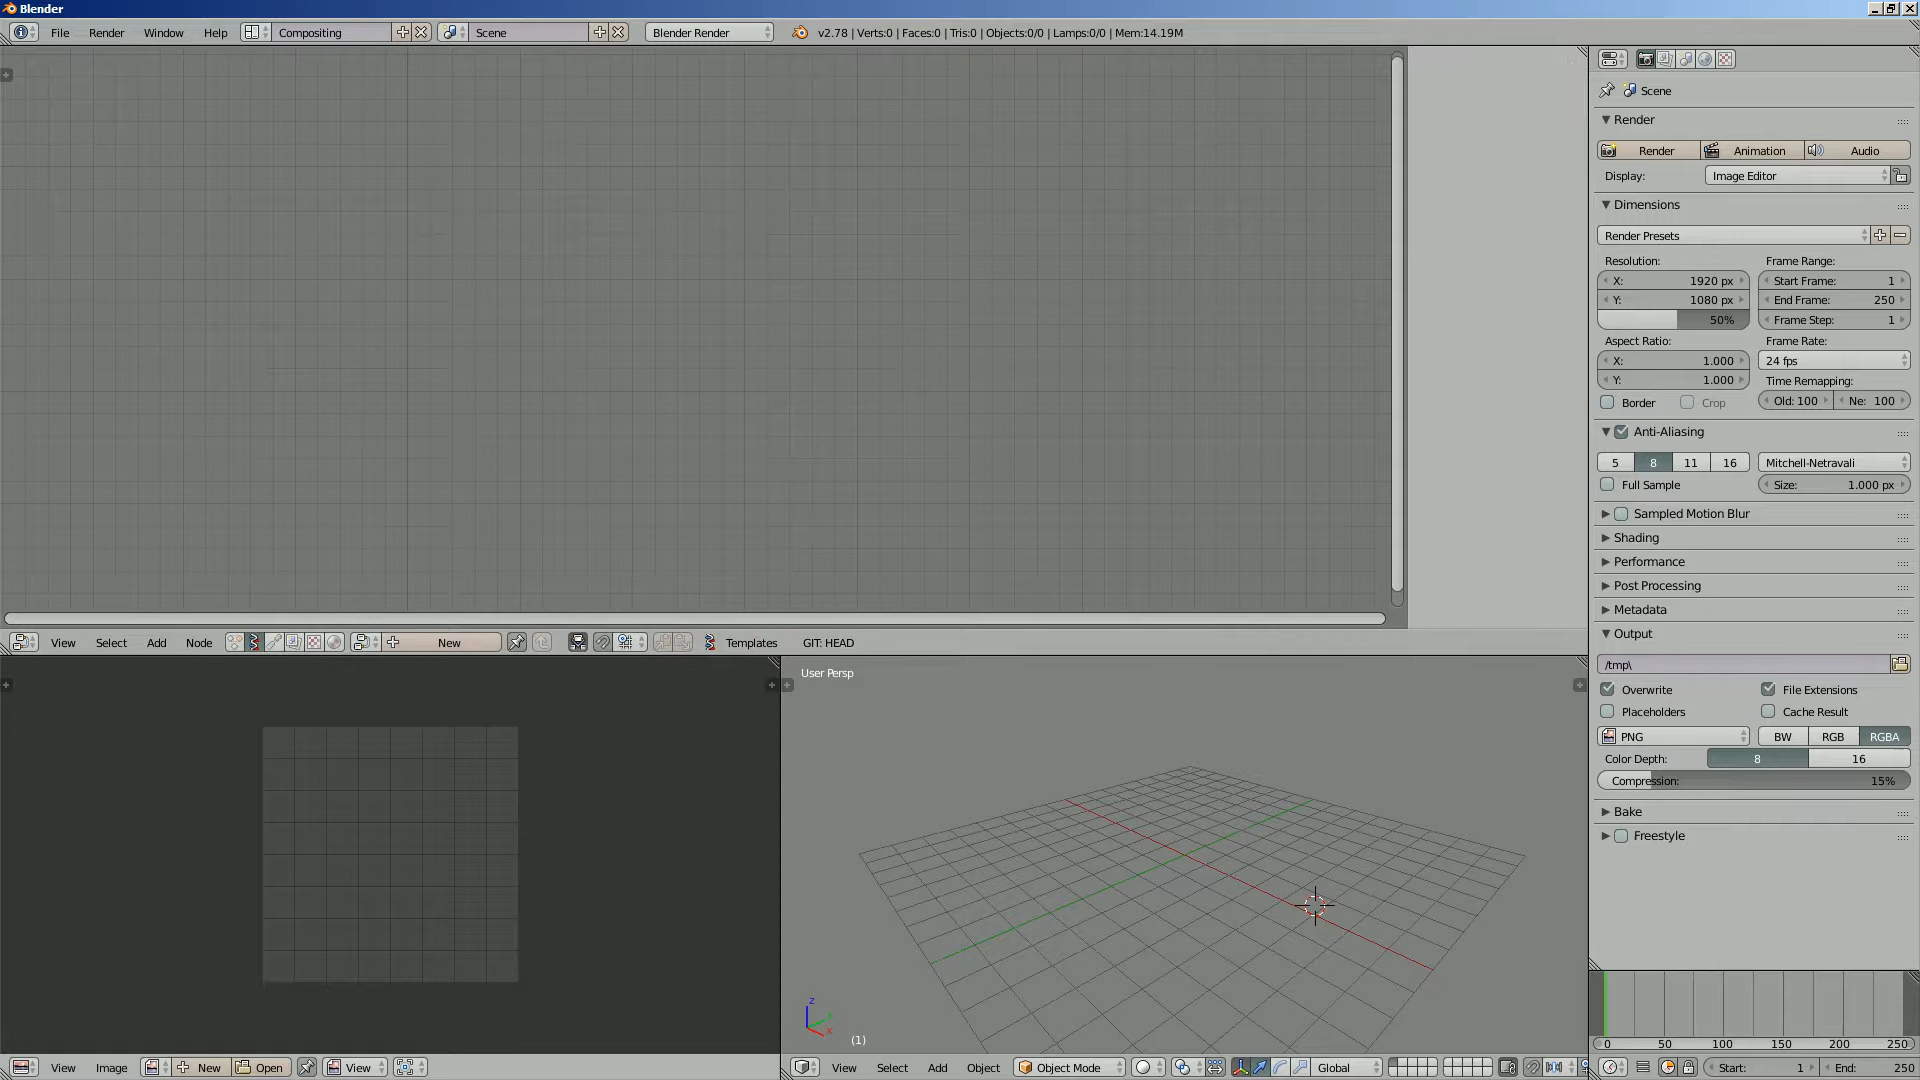 Blender
File Render Window Help Compositing Scene Blender Render v2.78 | Verts:0 | Faces:0 | Tris:0 | Objects:0/0 | Lamps:0/0 | Mem:14.19M
Scene
Render
Render Animation Audio
Display: Image Editor
Dimensions
Render Presets
Resolution: Frame Range:
X: 1920 px Start Frame: 1
Y: 1080 px End Frame: 250
50% Frame Step: 1
Aspect Ratio: Frame Rate:
X: 1.000 24 fps
Y: 1.000 Time Remapping:
Border Crop Old: 100 Ne: 100
Anti-Aliasing
5 8 11 16 Mitchell-Netravali
Full Sample Size: 1.000 px
Sampled Motion Blur
Shading
Performance
Post Processing
Metadata
Output
/tmp\
Overwrite File Extensions
Placeholders Cache Result
PNG BW RGB RGBA
Color Depth: 8 16
Compression: 15%
Bake
Freestyle
View Select Add Node New Templates GIT: HEAD
User Persp
z
x
(1)
0 50 100 150 200 250
View Image New Open View
View Select Add Object Object Mode Global
Start: 1 End: 250